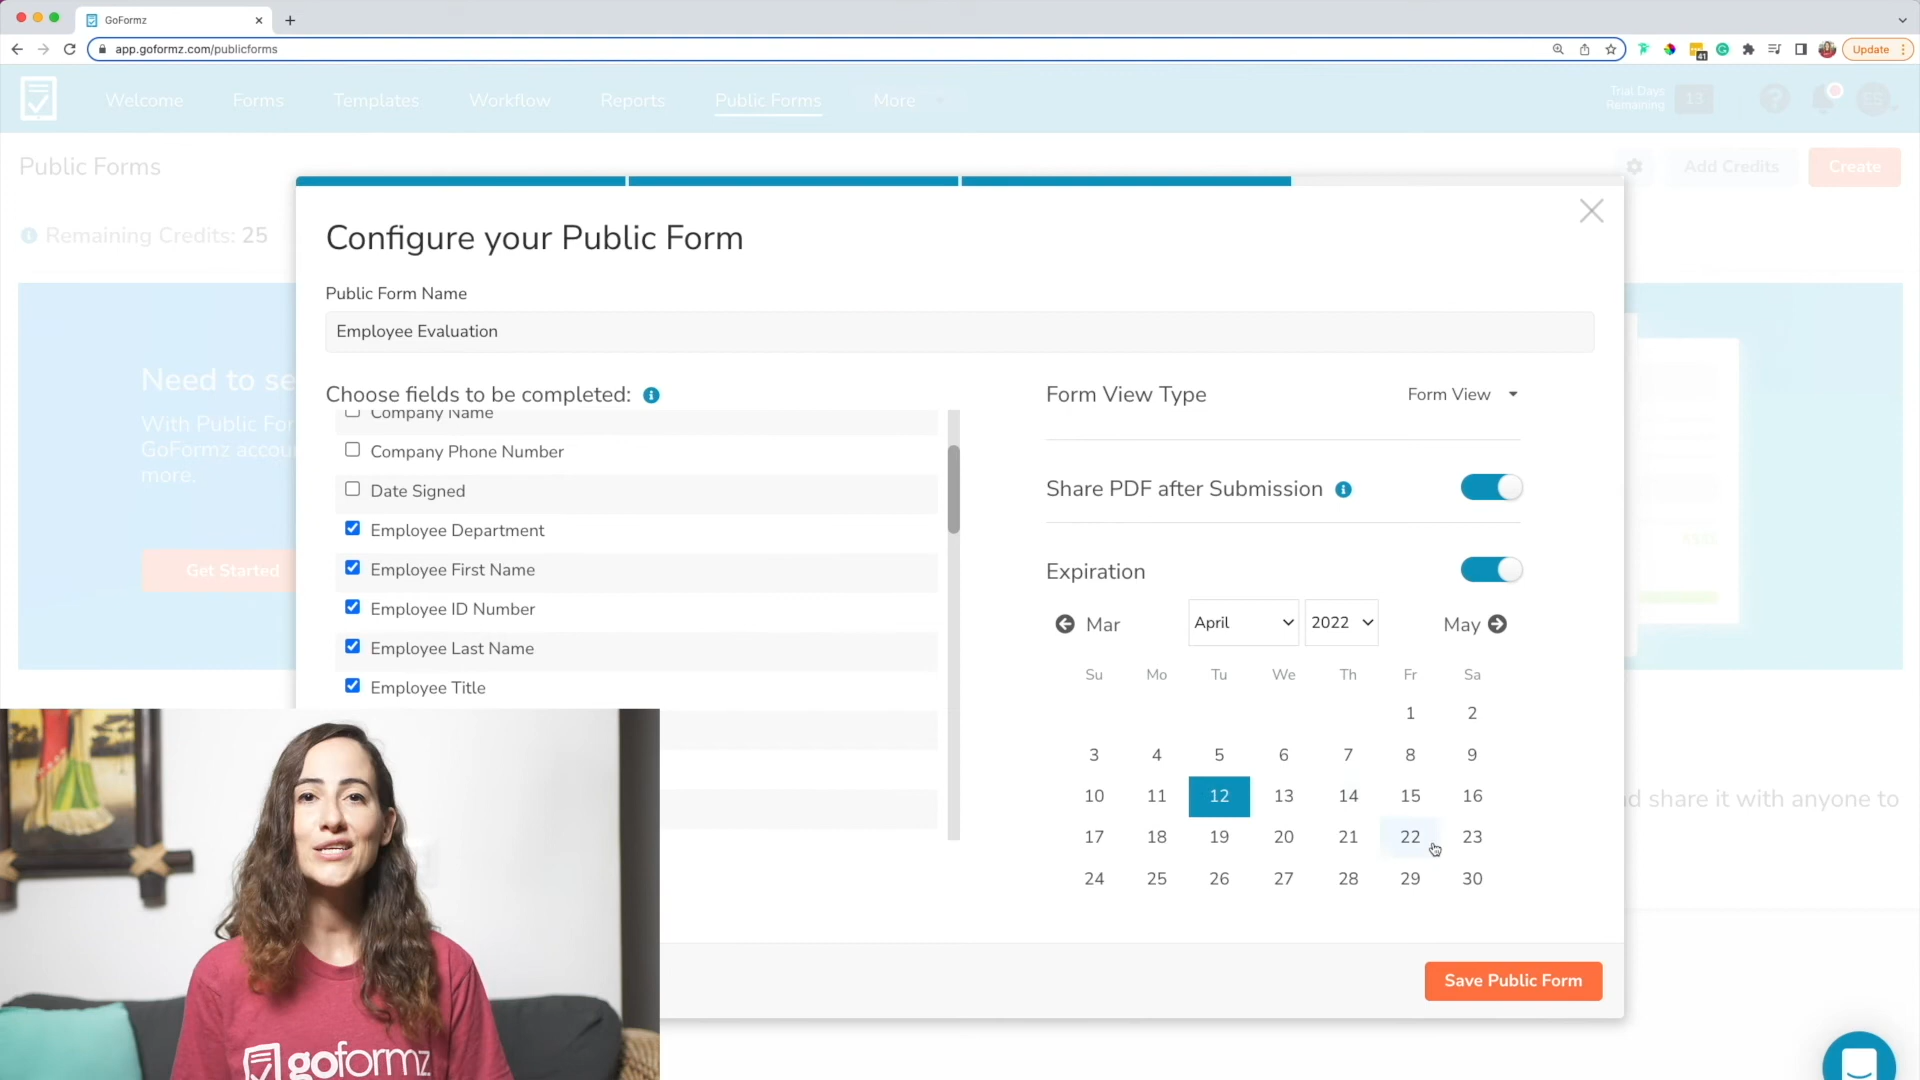 GoFormz
app.goformz.com/publicforms
41
Update
Welcome
Forms
Templates
Workflow
Reports
Public Forms
More
Trial Days
Remaining
13
?
ES
Public Forms
Add Credits
Create
Remaining Credits: 25
Configure your Public Form
Public Form Name
Employee Evaluation
Need to se
With Public For
GoFormz accou
more.
Get Started
Choose fields to be completed:
Company Name
Company Phone Number
Date Signed
Employee Department
Employee First Name
Employee ID Number
Employee Last Name
Employee Title
Form View Type
Form View
Share PDF after Submission
Expiration
Mar
April
2022
May
Su Mo Tu We Th Fr Sa
1 2
3 4 5 6 7 8 9
10 11 12 13 14 15 16
17 18 19 20 21 22 23
24 25 26 27 28 29 30
d share it with anyone to
Save Public Form
goformz